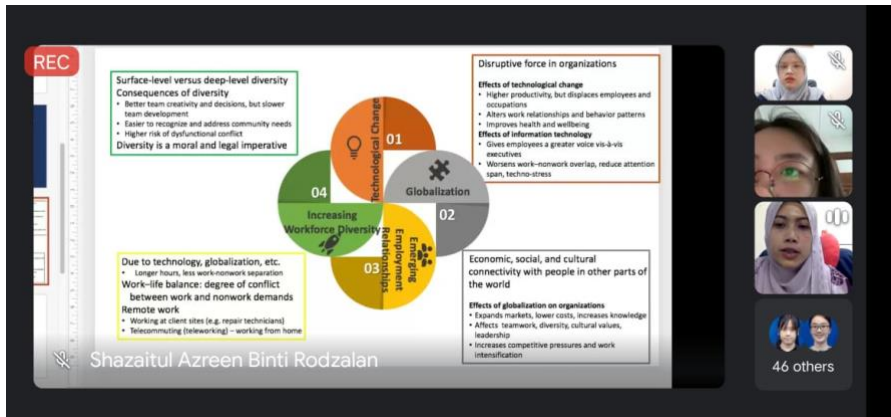 REC
Surface-level versus deep-level diversity
Consequences of diversity
• Better team creativity and decisions, but slower
team development
• Easier to recognize and address community needs
• Higher risk of dysfunctional conflict
Diversity is a moral and legal imperative
Disruptive force in organizations
Effects of technological change
• Higher productivity, but displaces employees and
occupations
• Alters work relationships and behavior patterns
• Improves health and wellbeing
Effects of information technology
• Gives employees a greater voice vis-à-vis
executives
• Worsens work–nonwork overlap, reduce attention
span, techno-stress
01
Technological Change
Globalization
02
04
Increasing
Workforce Diversity
03
Emerging
Employment
Relationships
Due to technology, globalization, etc.
• Longer hours, less work-nonwork separation
Work–life balance: degree of conflict
between work and nonwork demands
Remote work
• Working at client sites (e.g. repair technicians)
• Telecommuting (teleworking) – working from home
Economic, social, and cultural
connectivity with people in other parts of
the world
Effects of globalization on organizations
• Expands markets, lower costs, increases knowledge
• Affects teamwork, diversity, cultural values,
leadership
• Increases competitive pressures and work
intensification
Shazaitul Azreen Binti Rodzalan
46 others